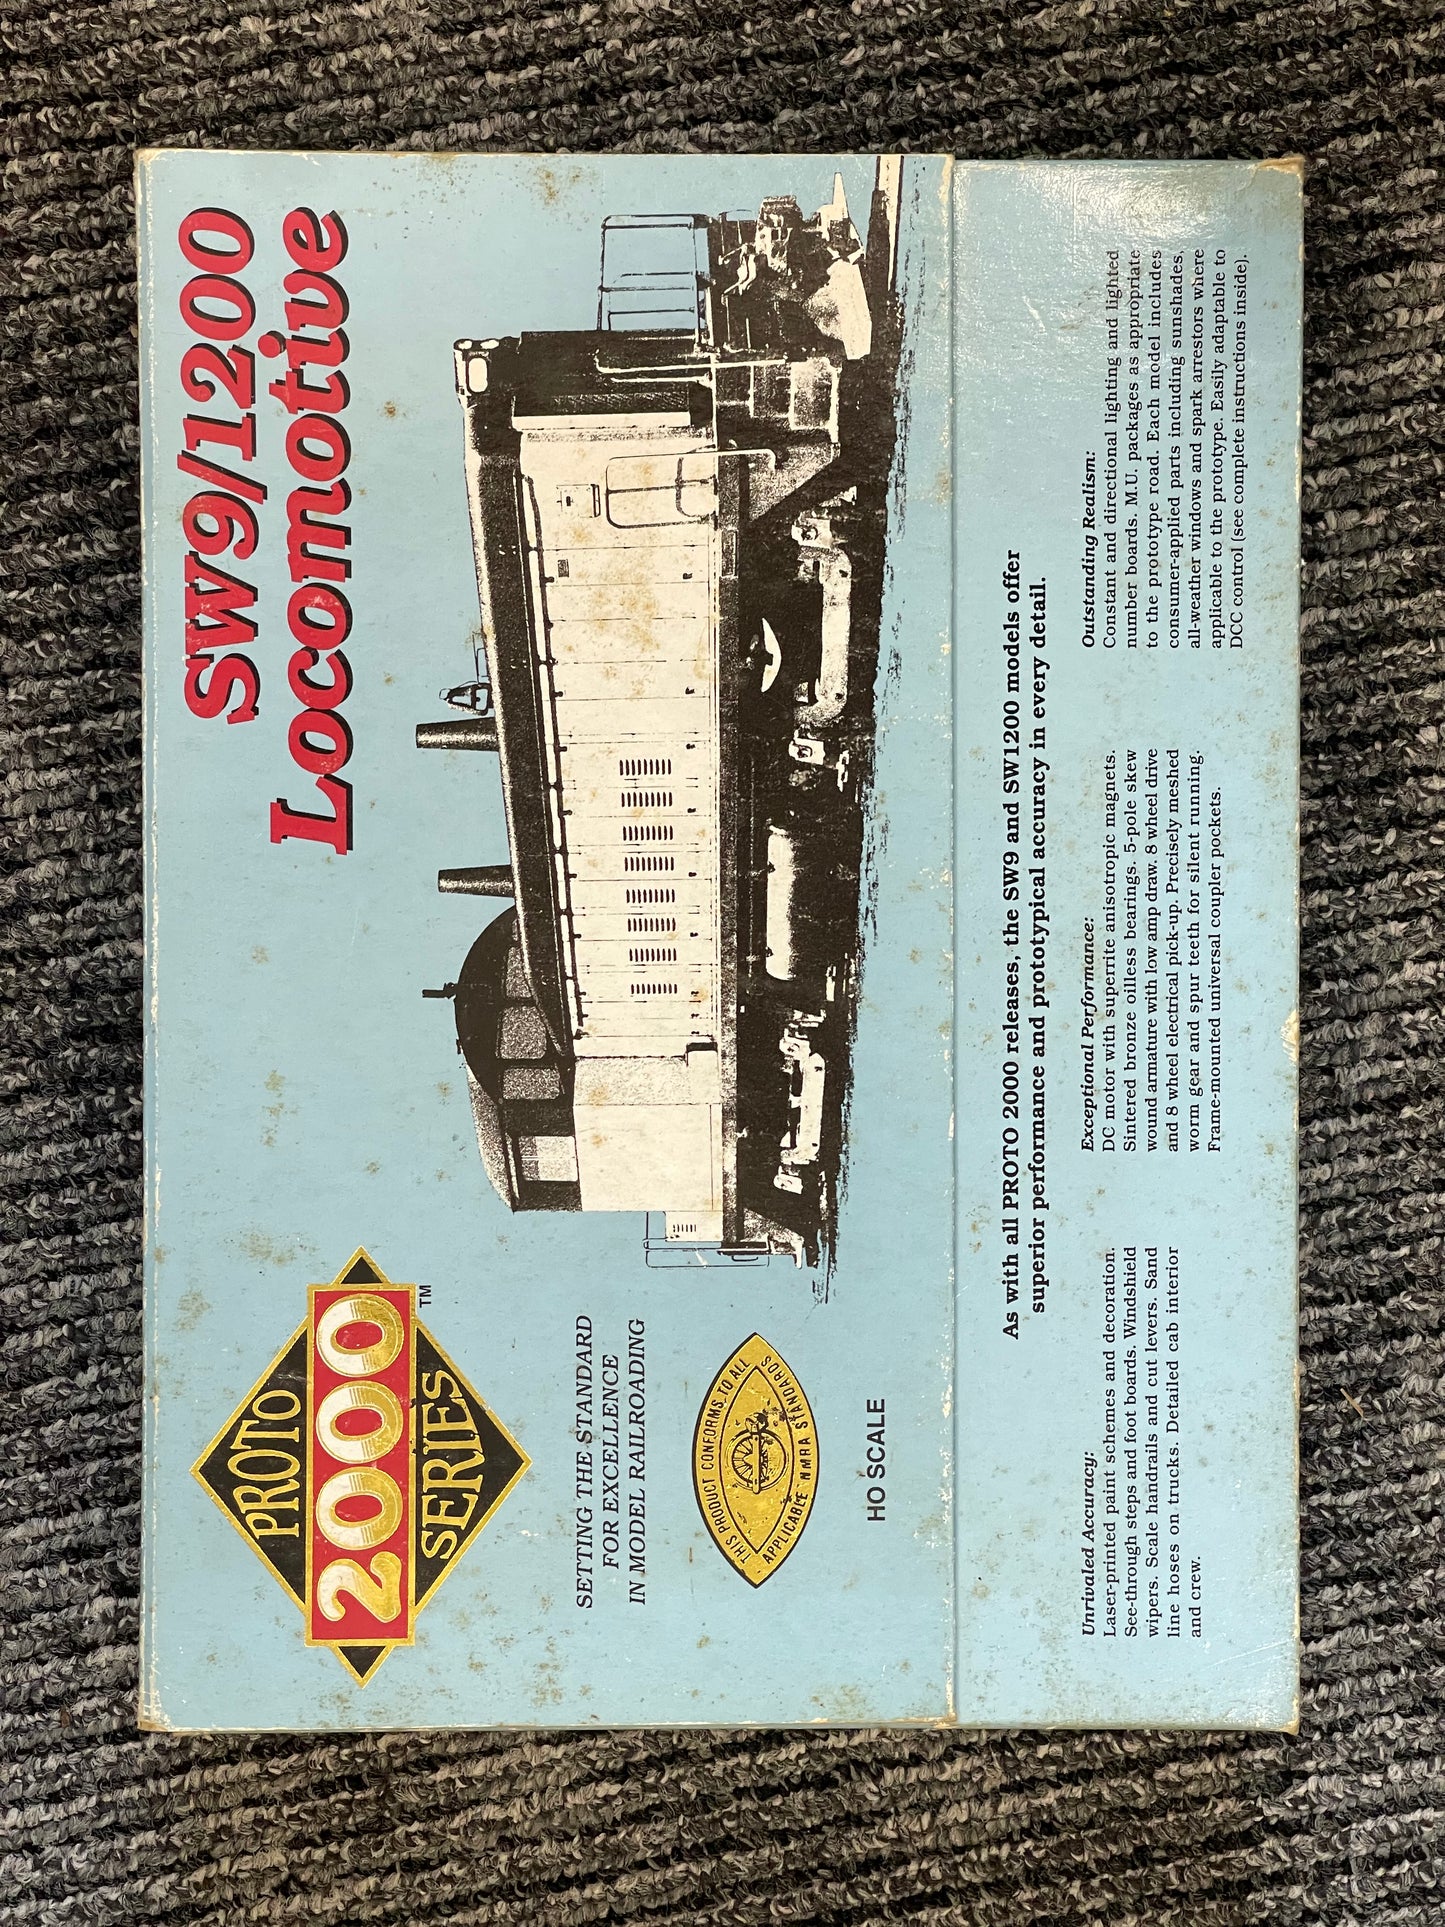 PROTO
2000
SERIES
TM
SETTING THE STANDARD
FOR EXCELLENCE
IN MODEL RAILROADING
THIS PRODUCT CONFORMS TO ALL
APPLICABLE NMRA STANDARDS
HO SCALE
SW9/1200
Locomotive
As with all PROTO 2000 releases, the SW9 and SW1200 models offer
superior performance and prototypical accuracy in every detail.
Unrivaled Accuracy:
Laser-printed paint schemes and decoration.
See-through steps and foot boards. Windshield
wipers. Scale handrails and cut levers. Sand
line hoses on trucks. Detailed cab interior
and crew.
Exceptional Performance:
DC motor with superrite anisotropic magnets.
Sintered bronze oilless bearings. 5-pole skew
wound armature with low amp draw. 8 wheel drive
and 8 wheel electrical pick-up. Precisely meshed
worm gear and spur teeth for silent running.
Frame-mounted universal coupler pockets.
Outstanding Realism:
Constant and directional lighting and lighted
number boards. M.U. packages as appropriate
to the prototype road. Each model includes
consumer-applied parts including sunshades,
all-weather windows and spark arrestors where
applicable to the prototype. Easily adaptable to
DCC control (see complete instructions inside).